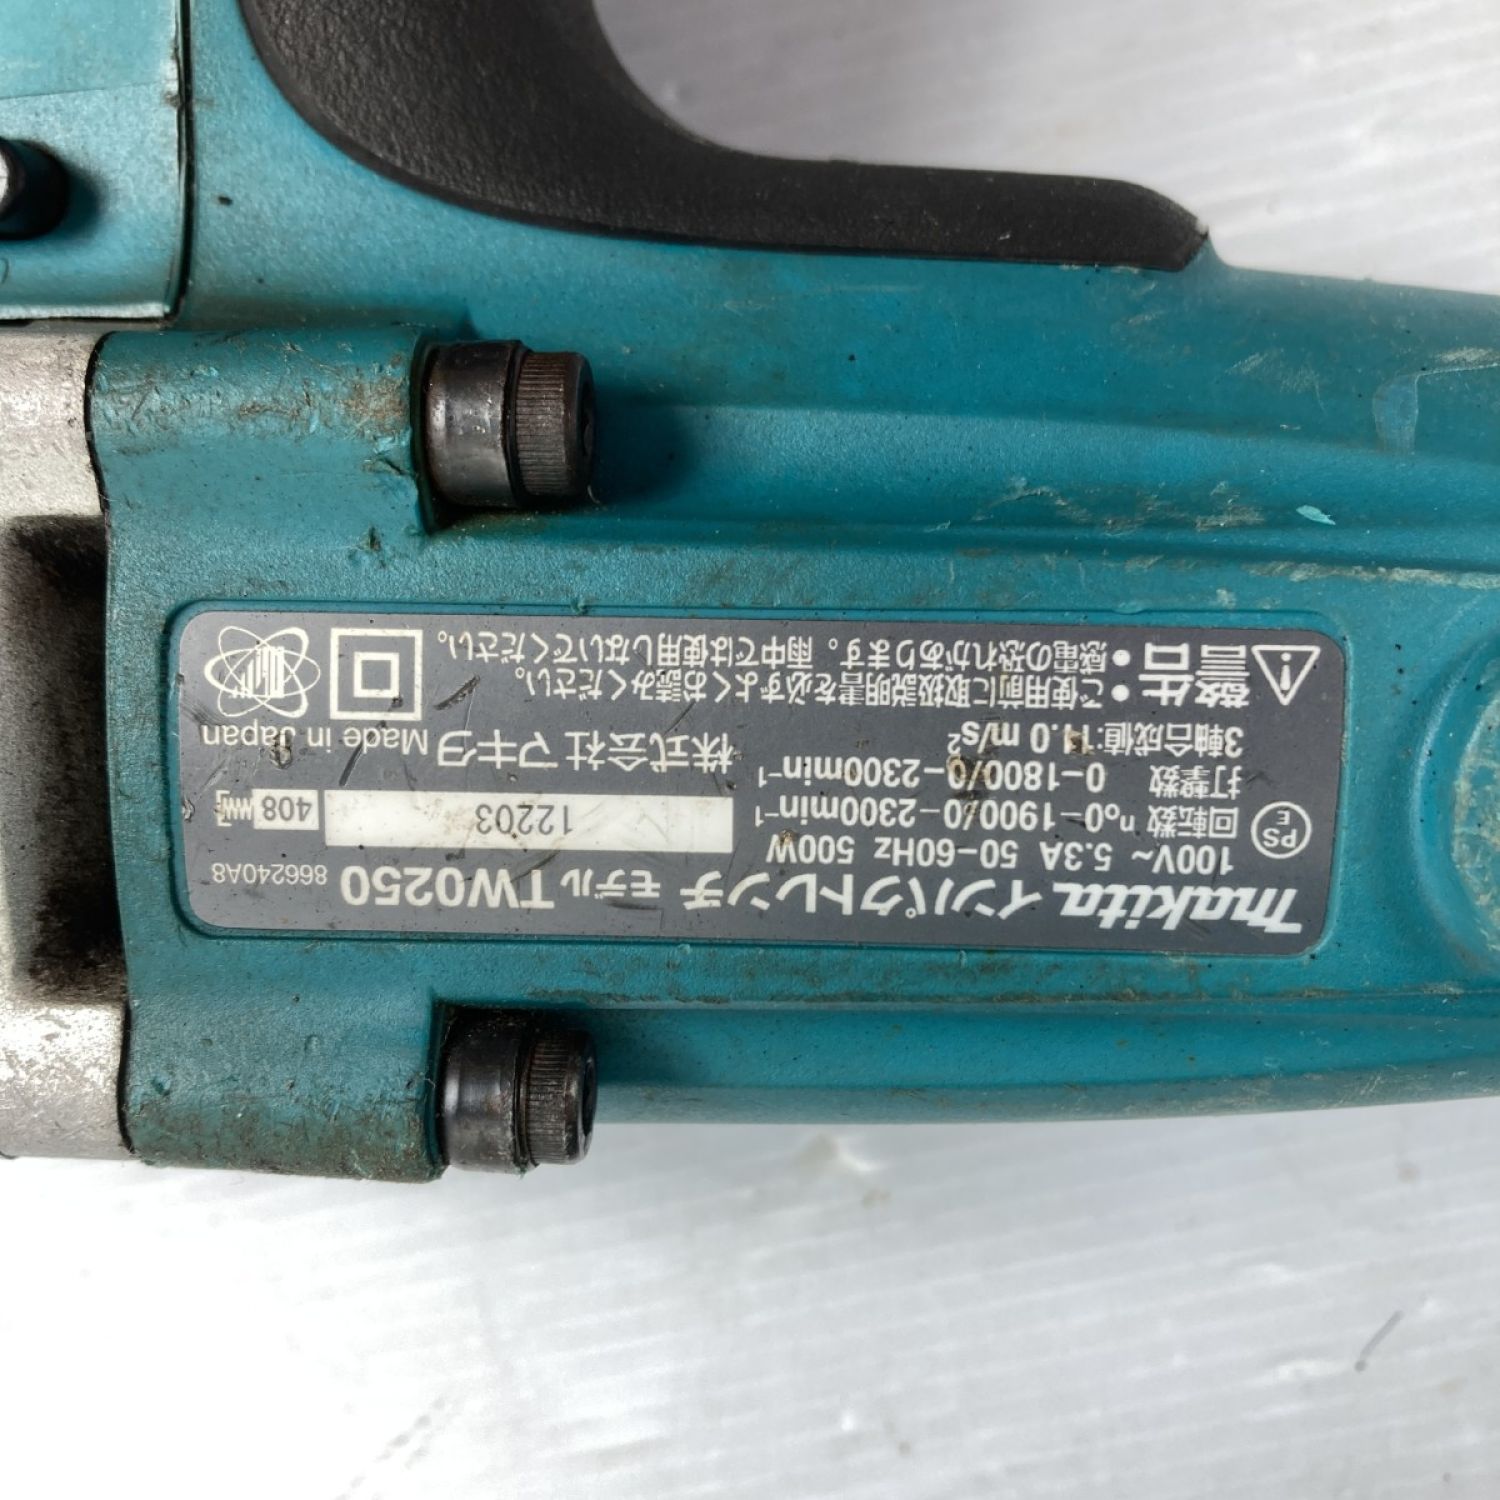 makita インパクトレンチ モデル TW0250 866240A8
100V~ 5.3A 50-60Hz 500W
12203 408
PS E
回転数 n₀0-1900/0-2300min⁻¹
打撃数 0-1800/0-2300min⁻¹
3軸合成値:11.0 m/s²
株式会社マキタ Made in Japan
警告
・ご使用前に取扱説明書を必ずよくお読みください。
・感電の恐れがあります。雨中では使用しないでください。